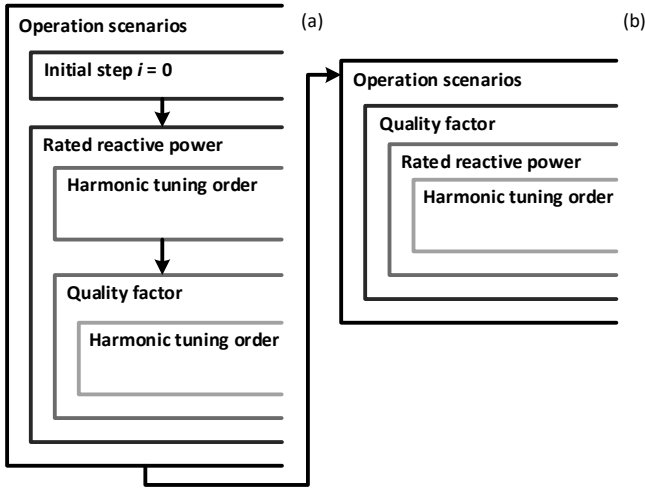 (a)
Operation scenarios
Initial step i = 0
Rated reactive power
Harmonic tuning order
Quality factor
Harmonic tuning order
(b)
Operation scenarios
Quality factor
Rated reactive power
Harmonic tuning order